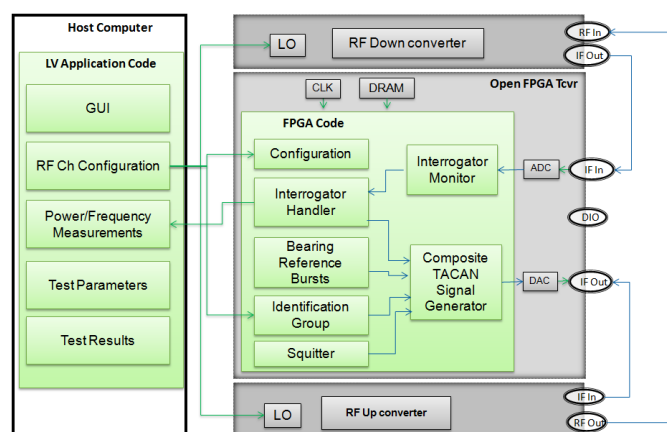 Host Computer
LV Application Code
GUI
RF Ch Configuration
Power/Frequency
Measurements
Test Parameters
Test Results
LO
RF Down converter
RF In
IF Out
Open FPGA Tcvr
CLK
DRAM
FPGA Code
Configuration
Interrogator
Handler
Bearing
Reference
Bursts
Identification
Group
Squitter
Interrogator
Monitor
Composite
TACAN
Signal
Generator
ADC
IF In
DIO
DAC
IF Out
LO
RF Up converter
IF In
RF Out